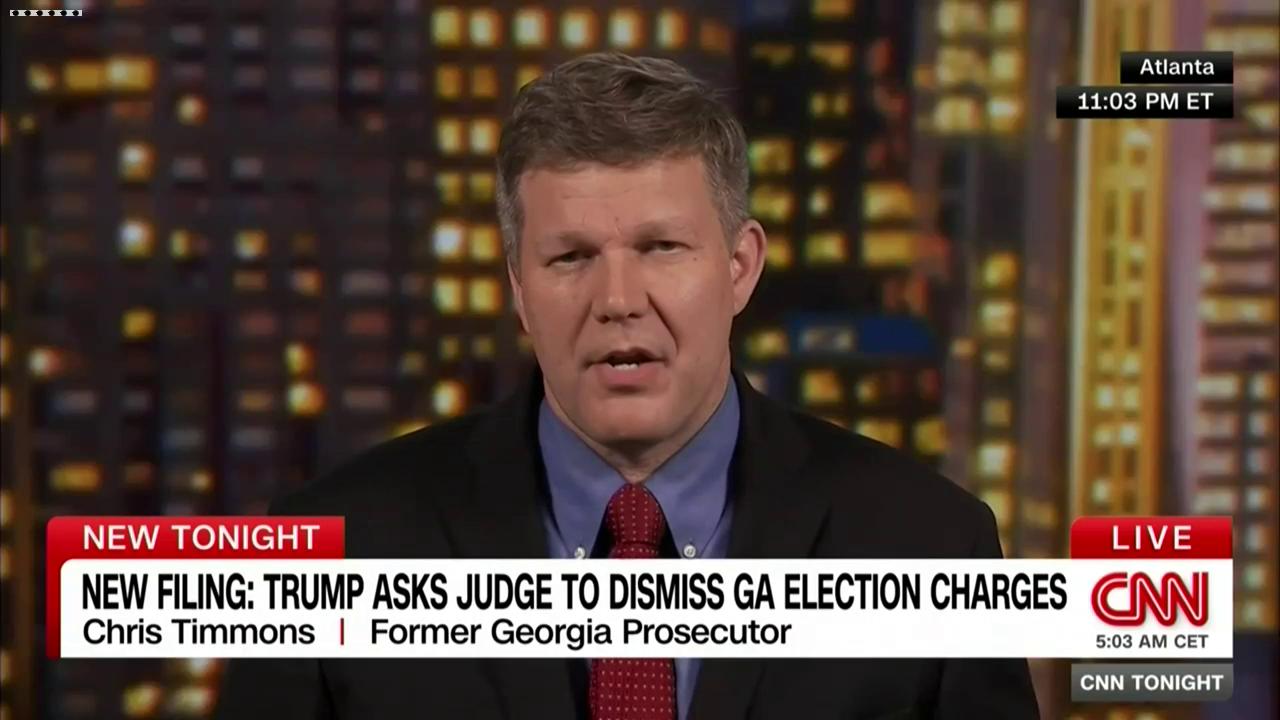 Atlanta
11:03 PM ET
NEW TONIGHT
LIVE
NEW FILING: TRUMP ASKS JUDGE TO DISMISS GA ELECTION CHARGES
Chris Timmons | Former Georgia Prosecutor
CNN
5:03 AM CET
CNN TONIGHT